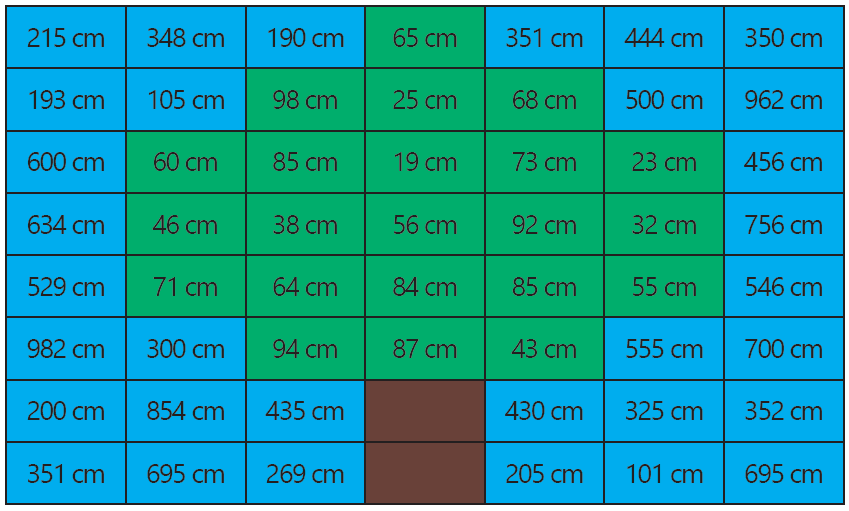 215 cm 348 cm 190 cm 65 cm 351 cm 444 cm 350 cm
193 cm 105 cm 98 cm 25 cm 68 cm 500 cm 962 cm
600 cm 60 cm 85 cm 19 cm 73 cm 23 cm 456 cm
634 cm 46 cm 38 cm 56 cm 92 cm 32 cm 756 cm
529 cm 71 cm 64 cm 84 cm 85 cm 55 cm 546 cm
982 cm 300 cm 94 cm 87 cm 43 cm 555 cm 700 cm
200 cm 854 cm 435 cm 430 cm 325 cm 352 cm
351 cm 695 cm 269 cm 205 cm 101 cm 695 cm